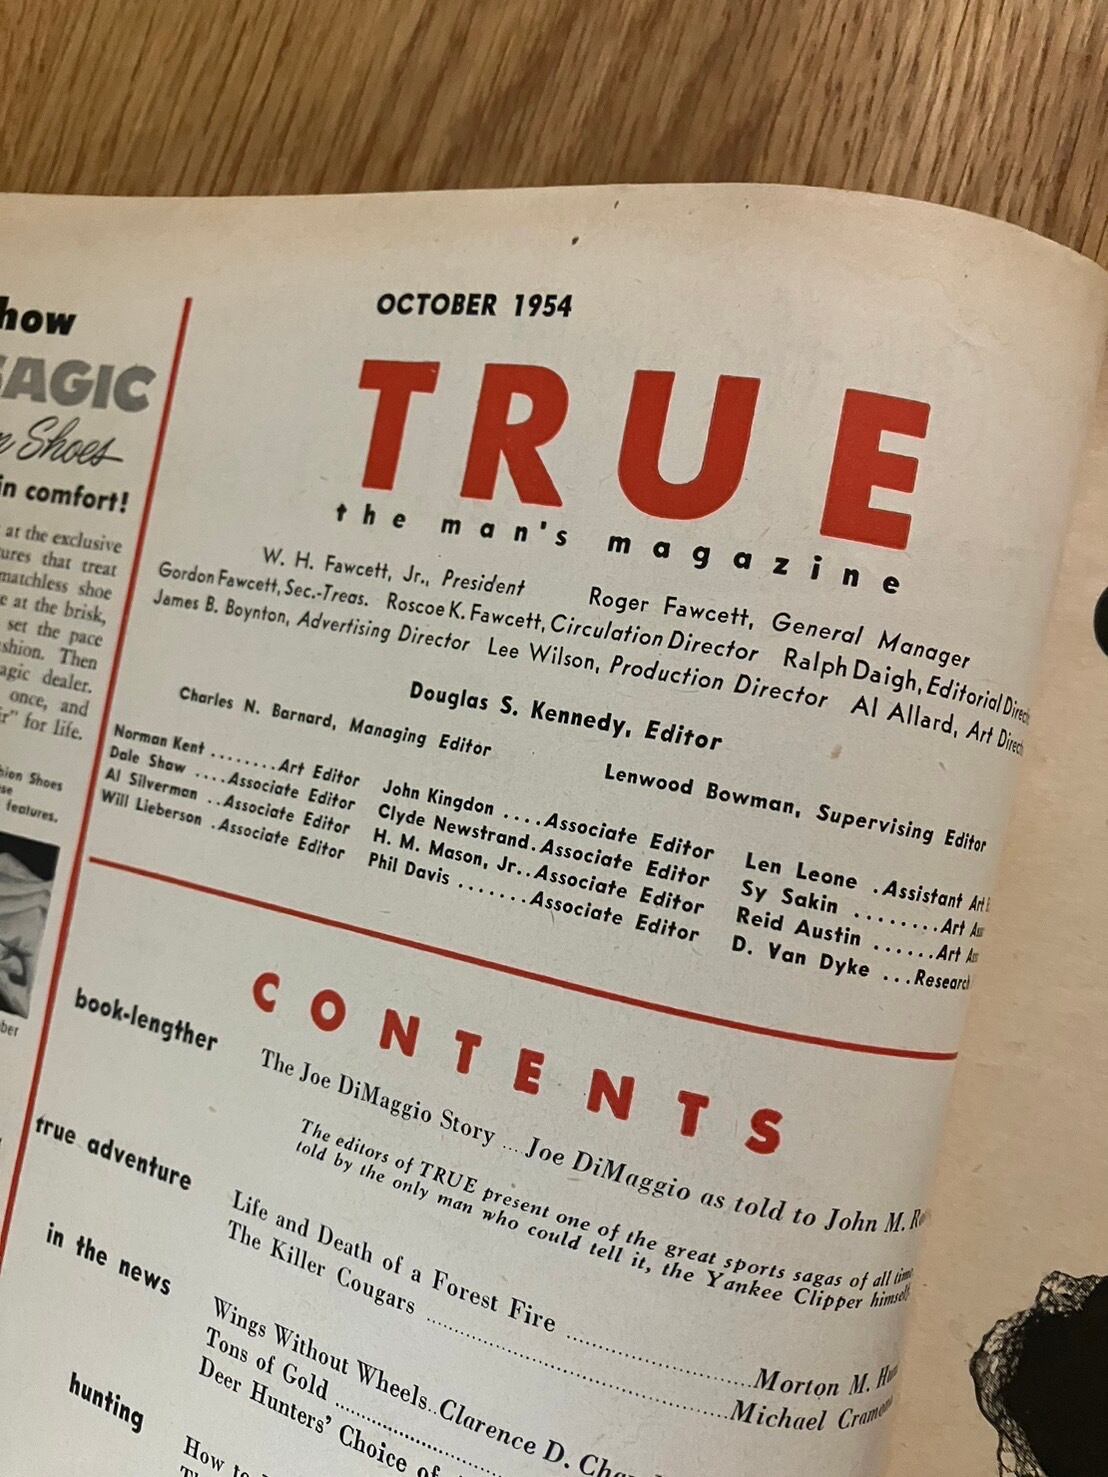 how
Shoes
in comfort!
at the exclusive
that treat
matchless shoe
at the brisk,
set the pace
Then
dealer.
once, and
for life.
Shoes
features.
OCTOBER 1954
TRUE
the man's magazine
W. H. Fawcett, Jr., President Roger Fawcett, General Manager
Gordon Fawcett, Sec.-Treas. Roscoe K. Fawcett, Circulation Director Ralph Daigh, Editorial
James B. Boynton, Advertising Director Lee Wilson, Production Director Al Allard, Art
Douglas S. Kennedy, Editor
Charles N. Barnard, Managing Editor Lenwood Bowman, Supervising Editor
Norman Kent ........Art Editor John Kingdon ....Associate Editor Len Leone .Assistant Art
Dale Shaw ....Associate Editor Clyde Newstrand.Associate Editor Sy Sakin ........Art
Al Silverman ..Associate Editor H. M. Mason, Jr..Associate Editor Reid Austin ......Art
Will Lieberson .Associate Editor Phil Davis ......Associate Editor D. Van Dyke ...Research
CONTENTS
book-lengther
The Joe DiMaggio Story ... Joe DiMaggio as told to John M.
The editors of TRUE present one of the great sports sagas of all time,
told by the only man who could tell it, the Yankee Clipper himself
true adventure
Life and Death of a Forest Fire ........................Morton M.
The Killer Cougars ........................................Michael
in the news
Wings Without Wheels..Clarence D.
Tons of Gold
Deer Hunters' Choice of
hunting
How to